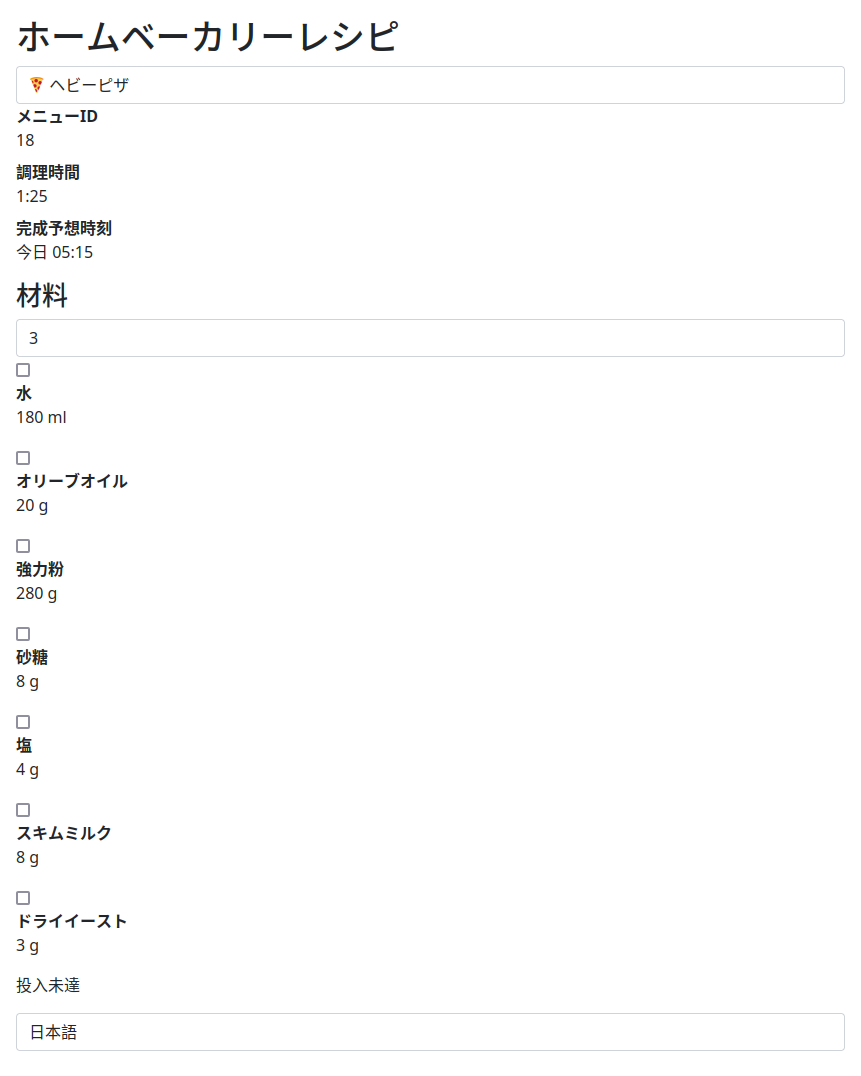 ホームベーカリーレシピ
🍕 ヘビーピザ
メニューID
18
調理時間
1:25
完成予想時刻
今日 05:15
材料
3
水
180 ml
オリーブオイル
20 g
強力粉
280 g
砂糖
8 g
塩
4 g
スキムミルク
8 g
ドライイースト
3 g
投入未達
日本語